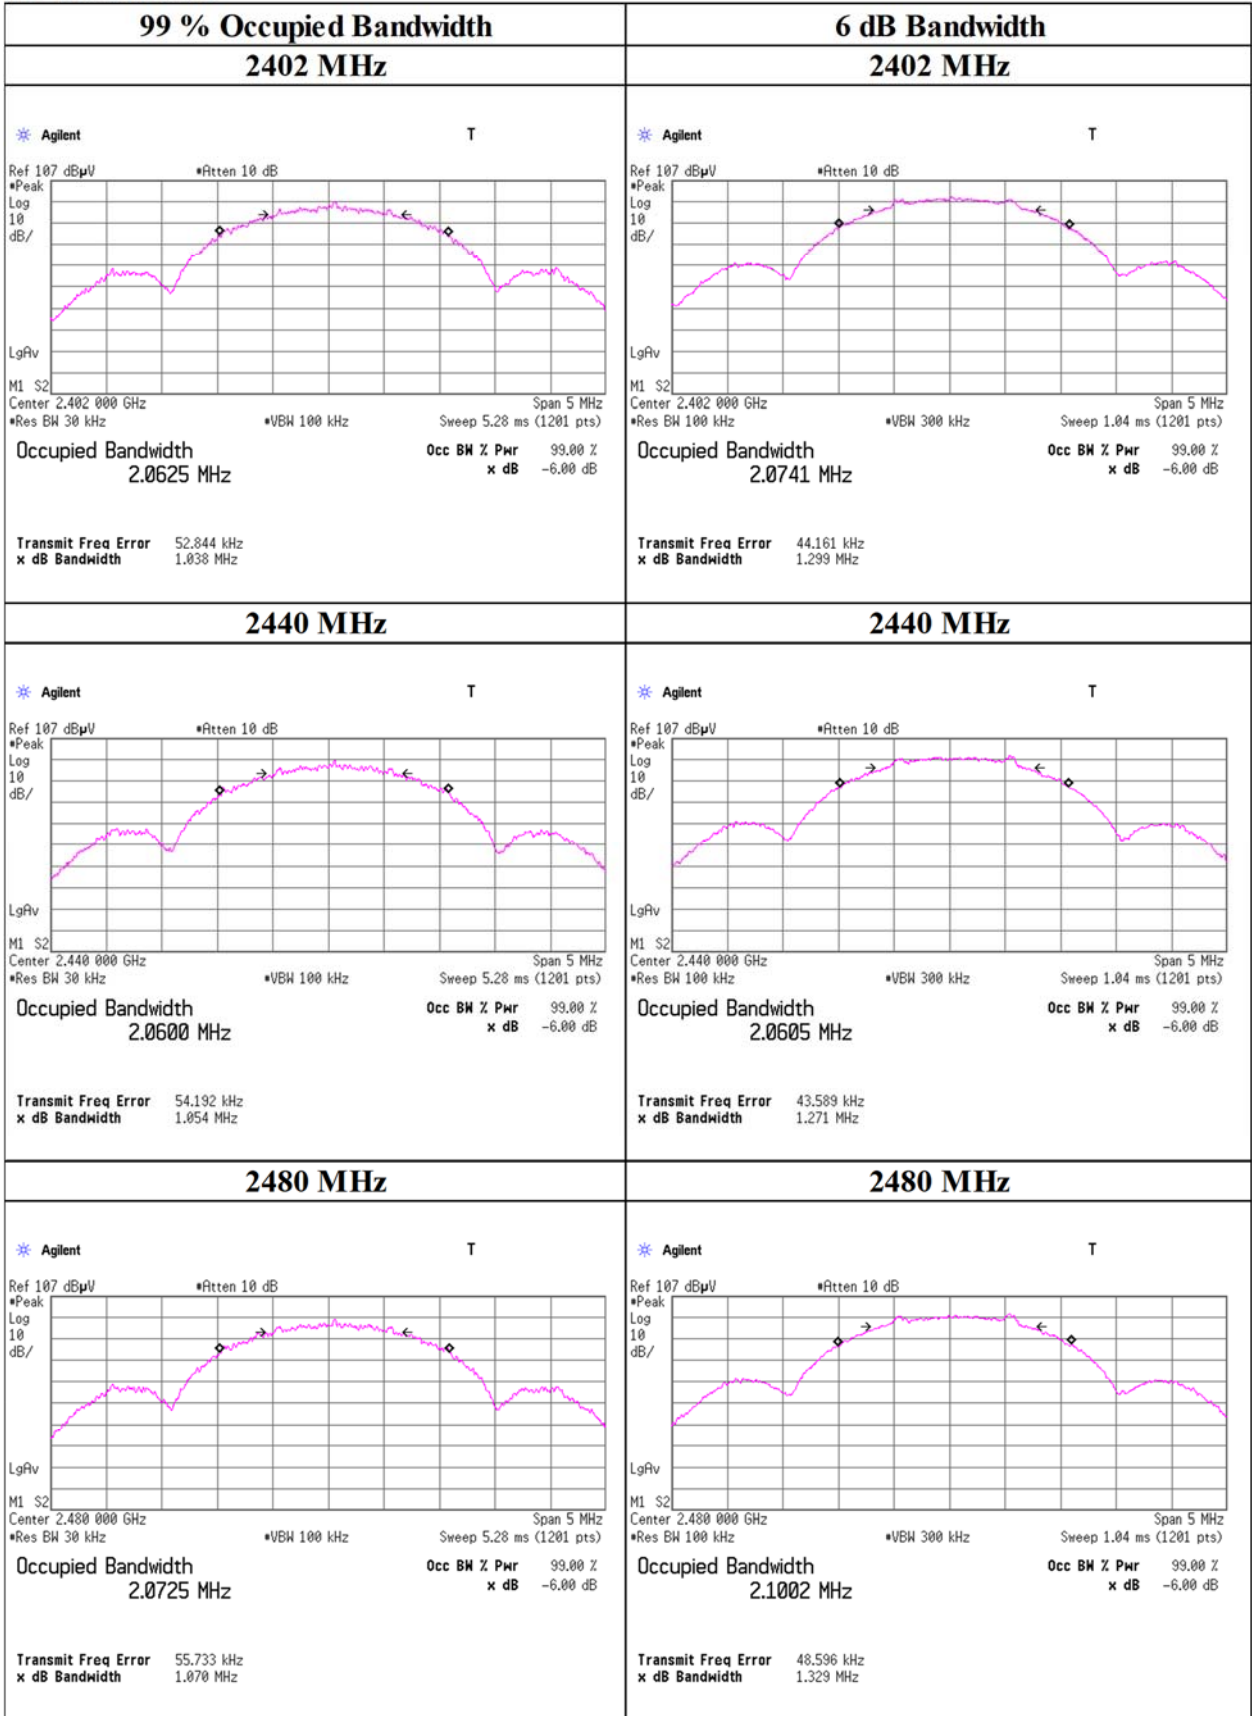 99 % Occupied Bandwidth
6 dB Bandwidth
2402 MHz
2402 MHz
Agilent
T
Ref 107 dBµV
#Atten 10 dB
#Peak
Log
10
dB/
LgAv
M1 S2
Center 2.402 000 GHz
Span 5 MHz
#Res BW 30 kHz
#VBW 100 kHz
Sweep 5.28 ms (1201 pts)
Occupied Bandwidth
2.0625 MHz
Occ BW % Pwr 99.00 %
x dB -6.00 dB
Transmit Freq Error 52.844 kHz
x dB Bandwidth 1.038 MHz
Agilent
T
Ref 107 dBµV
#Atten 10 dB
#Peak
Log
10
dB/
LgAv
M1 S2
Center 2.402 000 GHz
Span 5 MHz
#Res BW 100 kHz
#VBW 300 kHz
Sweep 1.04 ms (1201 pts)
Occupied Bandwidth
2.0741 MHz
Occ BW % Pwr 99.00 %
x dB -6.00 dB
Transmit Freq Error 44.161 kHz
x dB Bandwidth 1.299 MHz
2440 MHz
2440 MHz
Agilent
T
Ref 107 dBµV
#Atten 10 dB
#Peak
Log
10
dB/
LgAv
M1 S2
Center 2.440 000 GHz
Span 5 MHz
#Res BW 30 kHz
#VBW 100 kHz
Sweep 5.28 ms (1201 pts)
Occupied Bandwidth
2.0600 MHz
Occ BW % Pwr 99.00 %
x dB -6.00 dB
Transmit Freq Error 54.192 kHz
x dB Bandwidth 1.054 MHz
Agilent
T
Ref 107 dBµV
#Atten 10 dB
#Peak
Log
10
dB/
LgAv
M1 S2
Center 2.440 000 GHz
Span 5 MHz
#Res BW 100 kHz
#VBW 300 kHz
Sweep 1.04 ms (1201 pts)
Occupied Bandwidth
2.0605 MHz
Occ BW % Pwr 99.00 %
x dB -6.00 dB
Transmit Freq Error 43.589 kHz
x dB Bandwidth 1.271 MHz
2480 MHz
2480 MHz
Agilent
T
Ref 107 dBµV
#Atten 10 dB
#Peak
Log
10
dB/
LgAv
M1 S2
Center 2.480 000 GHz
Span 5 MHz
#Res BW 30 kHz
#VBW 100 kHz
Sweep 5.28 ms (1201 pts)
Occupied Bandwidth
2.0725 MHz
Occ BW % Pwr 99.00 %
x dB -6.00 dB
Transmit Freq Error 55.733 kHz
x dB Bandwidth 1.070 MHz
Agilent
T
Ref 107 dBµV
#Atten 10 dB
#Peak
Log
10
dB/
LgAv
M1 S2
Center 2.480 000 GHz
Span 5 MHz
#Res BW 100 kHz
#VBW 300 kHz
Sweep 1.04 ms (1201 pts)
Occupied Bandwidth
2.1002 MHz
Occ BW % Pwr 99.00 %
x dB -6.00 dB
Transmit Freq Error 48.596 kHz
x dB Bandwidth 1.329 MHz